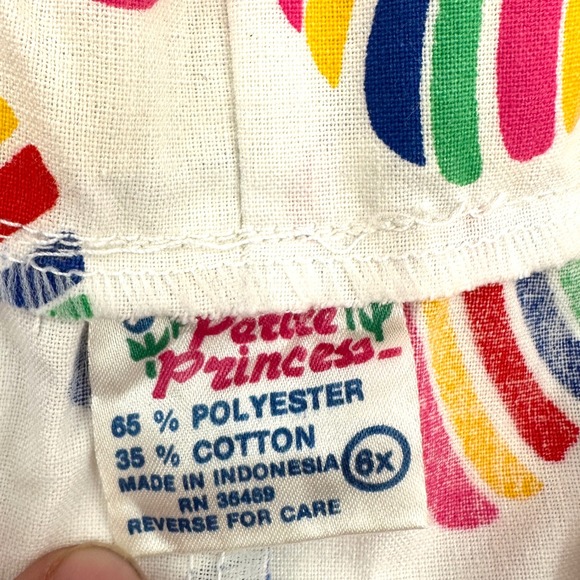 Petite
Princess
65 % POLYESTER
35 % COTTON
6x
MADE IN INDONESIA
RN 36469
REVERSE FOR CARE